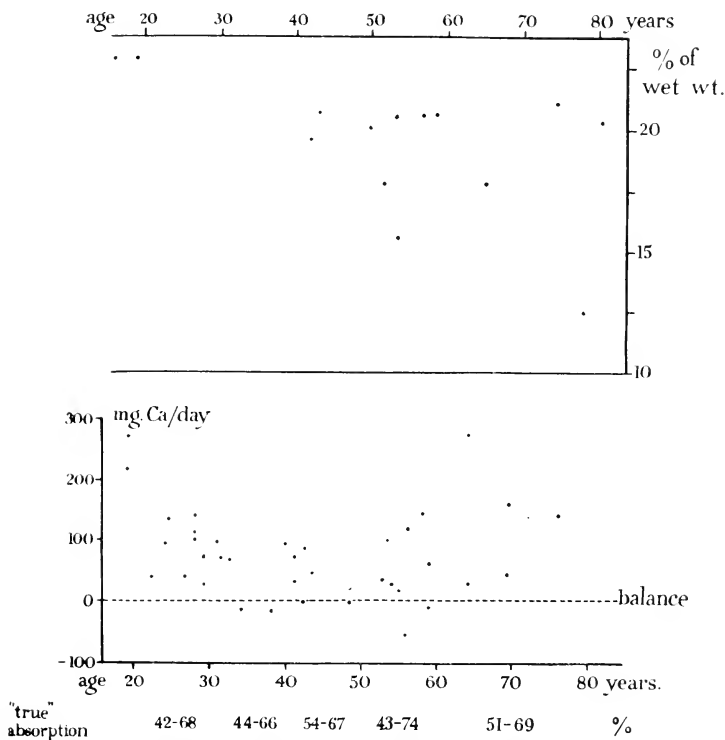 age 20 30 40 50 60 70 80 years
% of
wet wt.
20
15
10
mg. Ca/day
300
200
100
0 balance
-100
age 20 30 40 50 60 70 80 years.
"true"
absorption 42-68 44-66 54-67 43-74 51-69 %